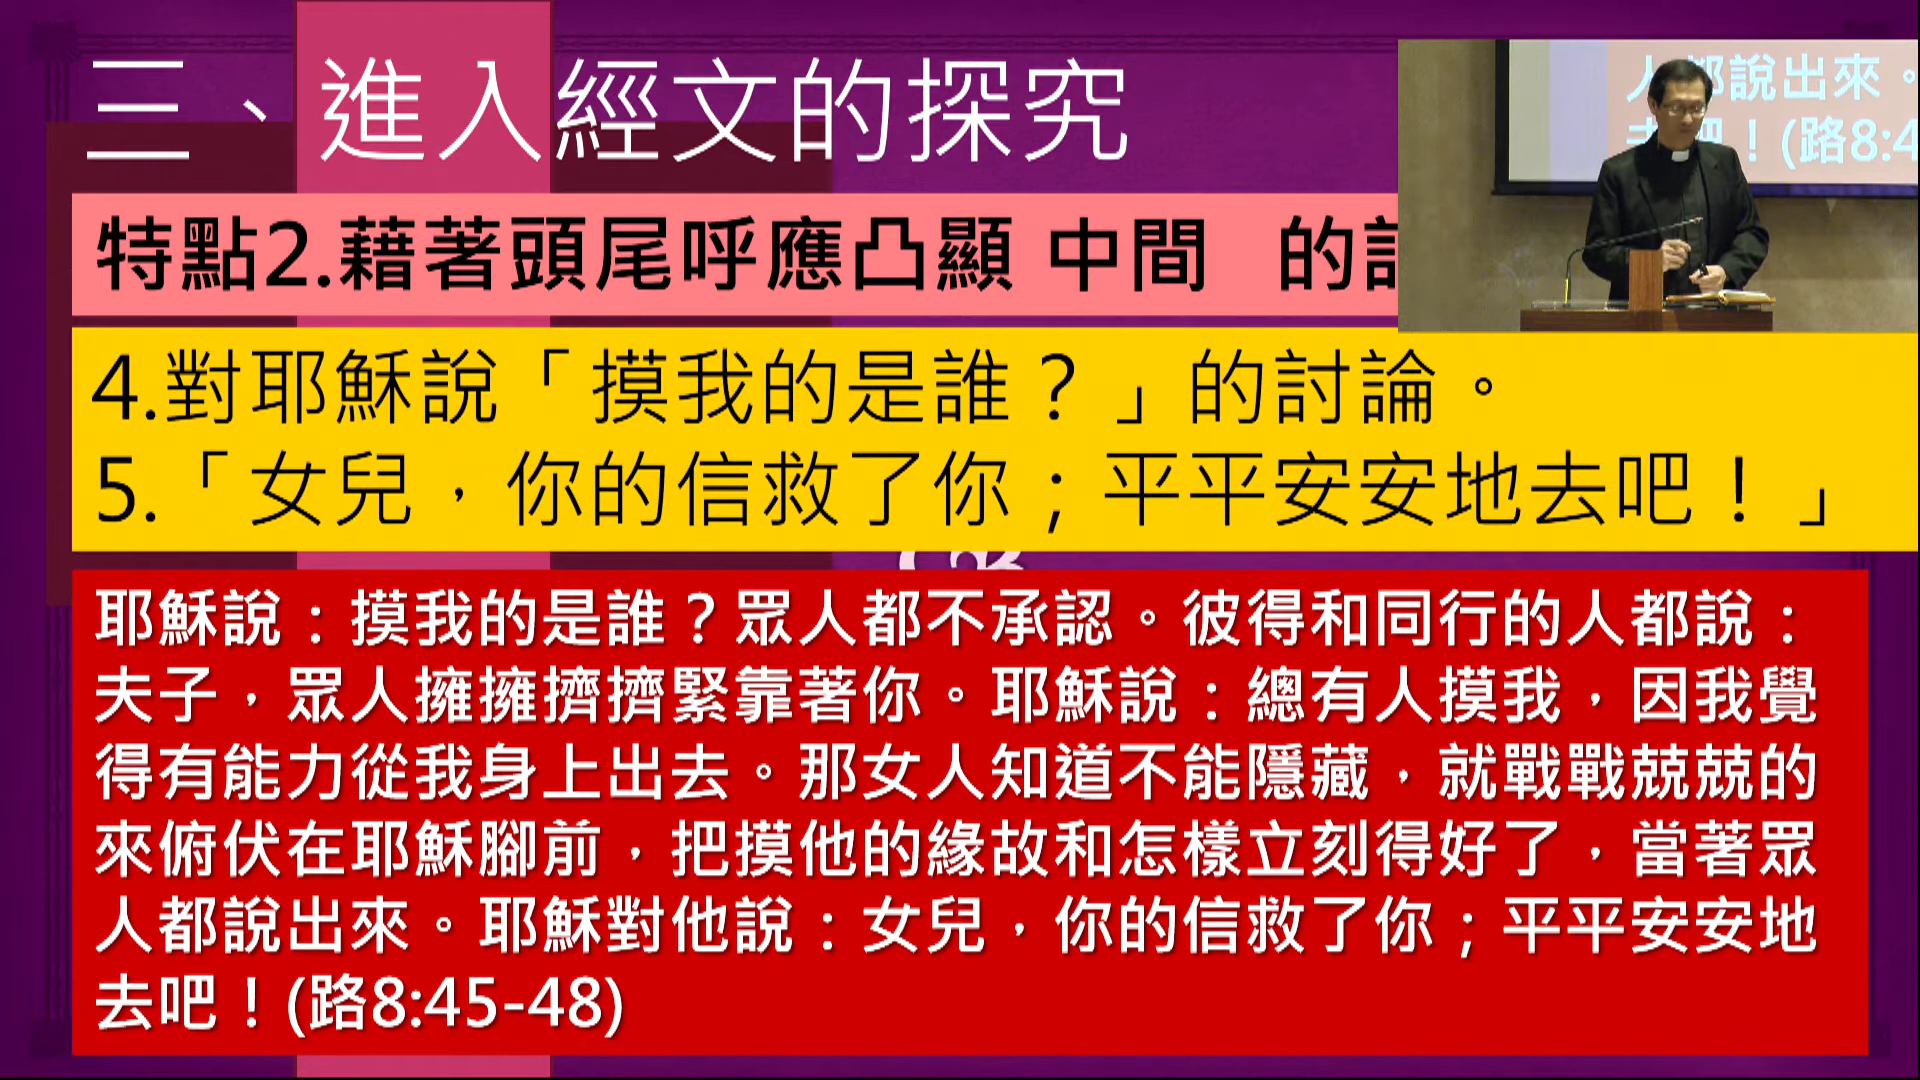 三、進入經文的探究
特點2.藉著頭尾呼應凸顯 中間 的
4.對耶穌說「摸我的是誰？」的討論。
5.「女兒，你的信救了你；平平安安地去吧！」
耶穌說：摸我的是誰？眾人都不承認。彼得和同行的人都說：
夫子，眾人擁擁擠擠緊靠著你。耶穌說：總有人摸我，因我覺
得有能力從我身上出去。那女人知道不能隱藏，就戰戰兢兢的
來俯伏在耶穌腳前，把摸他的緣故和怎樣立刻得好了，當著眾
人都說出來。耶穌對他說：女兒，你的信救了你；平平安安地
去吧！(路8:45-48)
人都說出來。
去吧！(路8:4